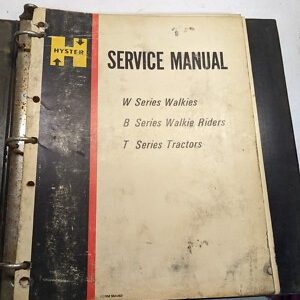 HYSTER
SERVICE MANUAL
W Series Walkies
B Series Walkie Riders
T Series Tractors